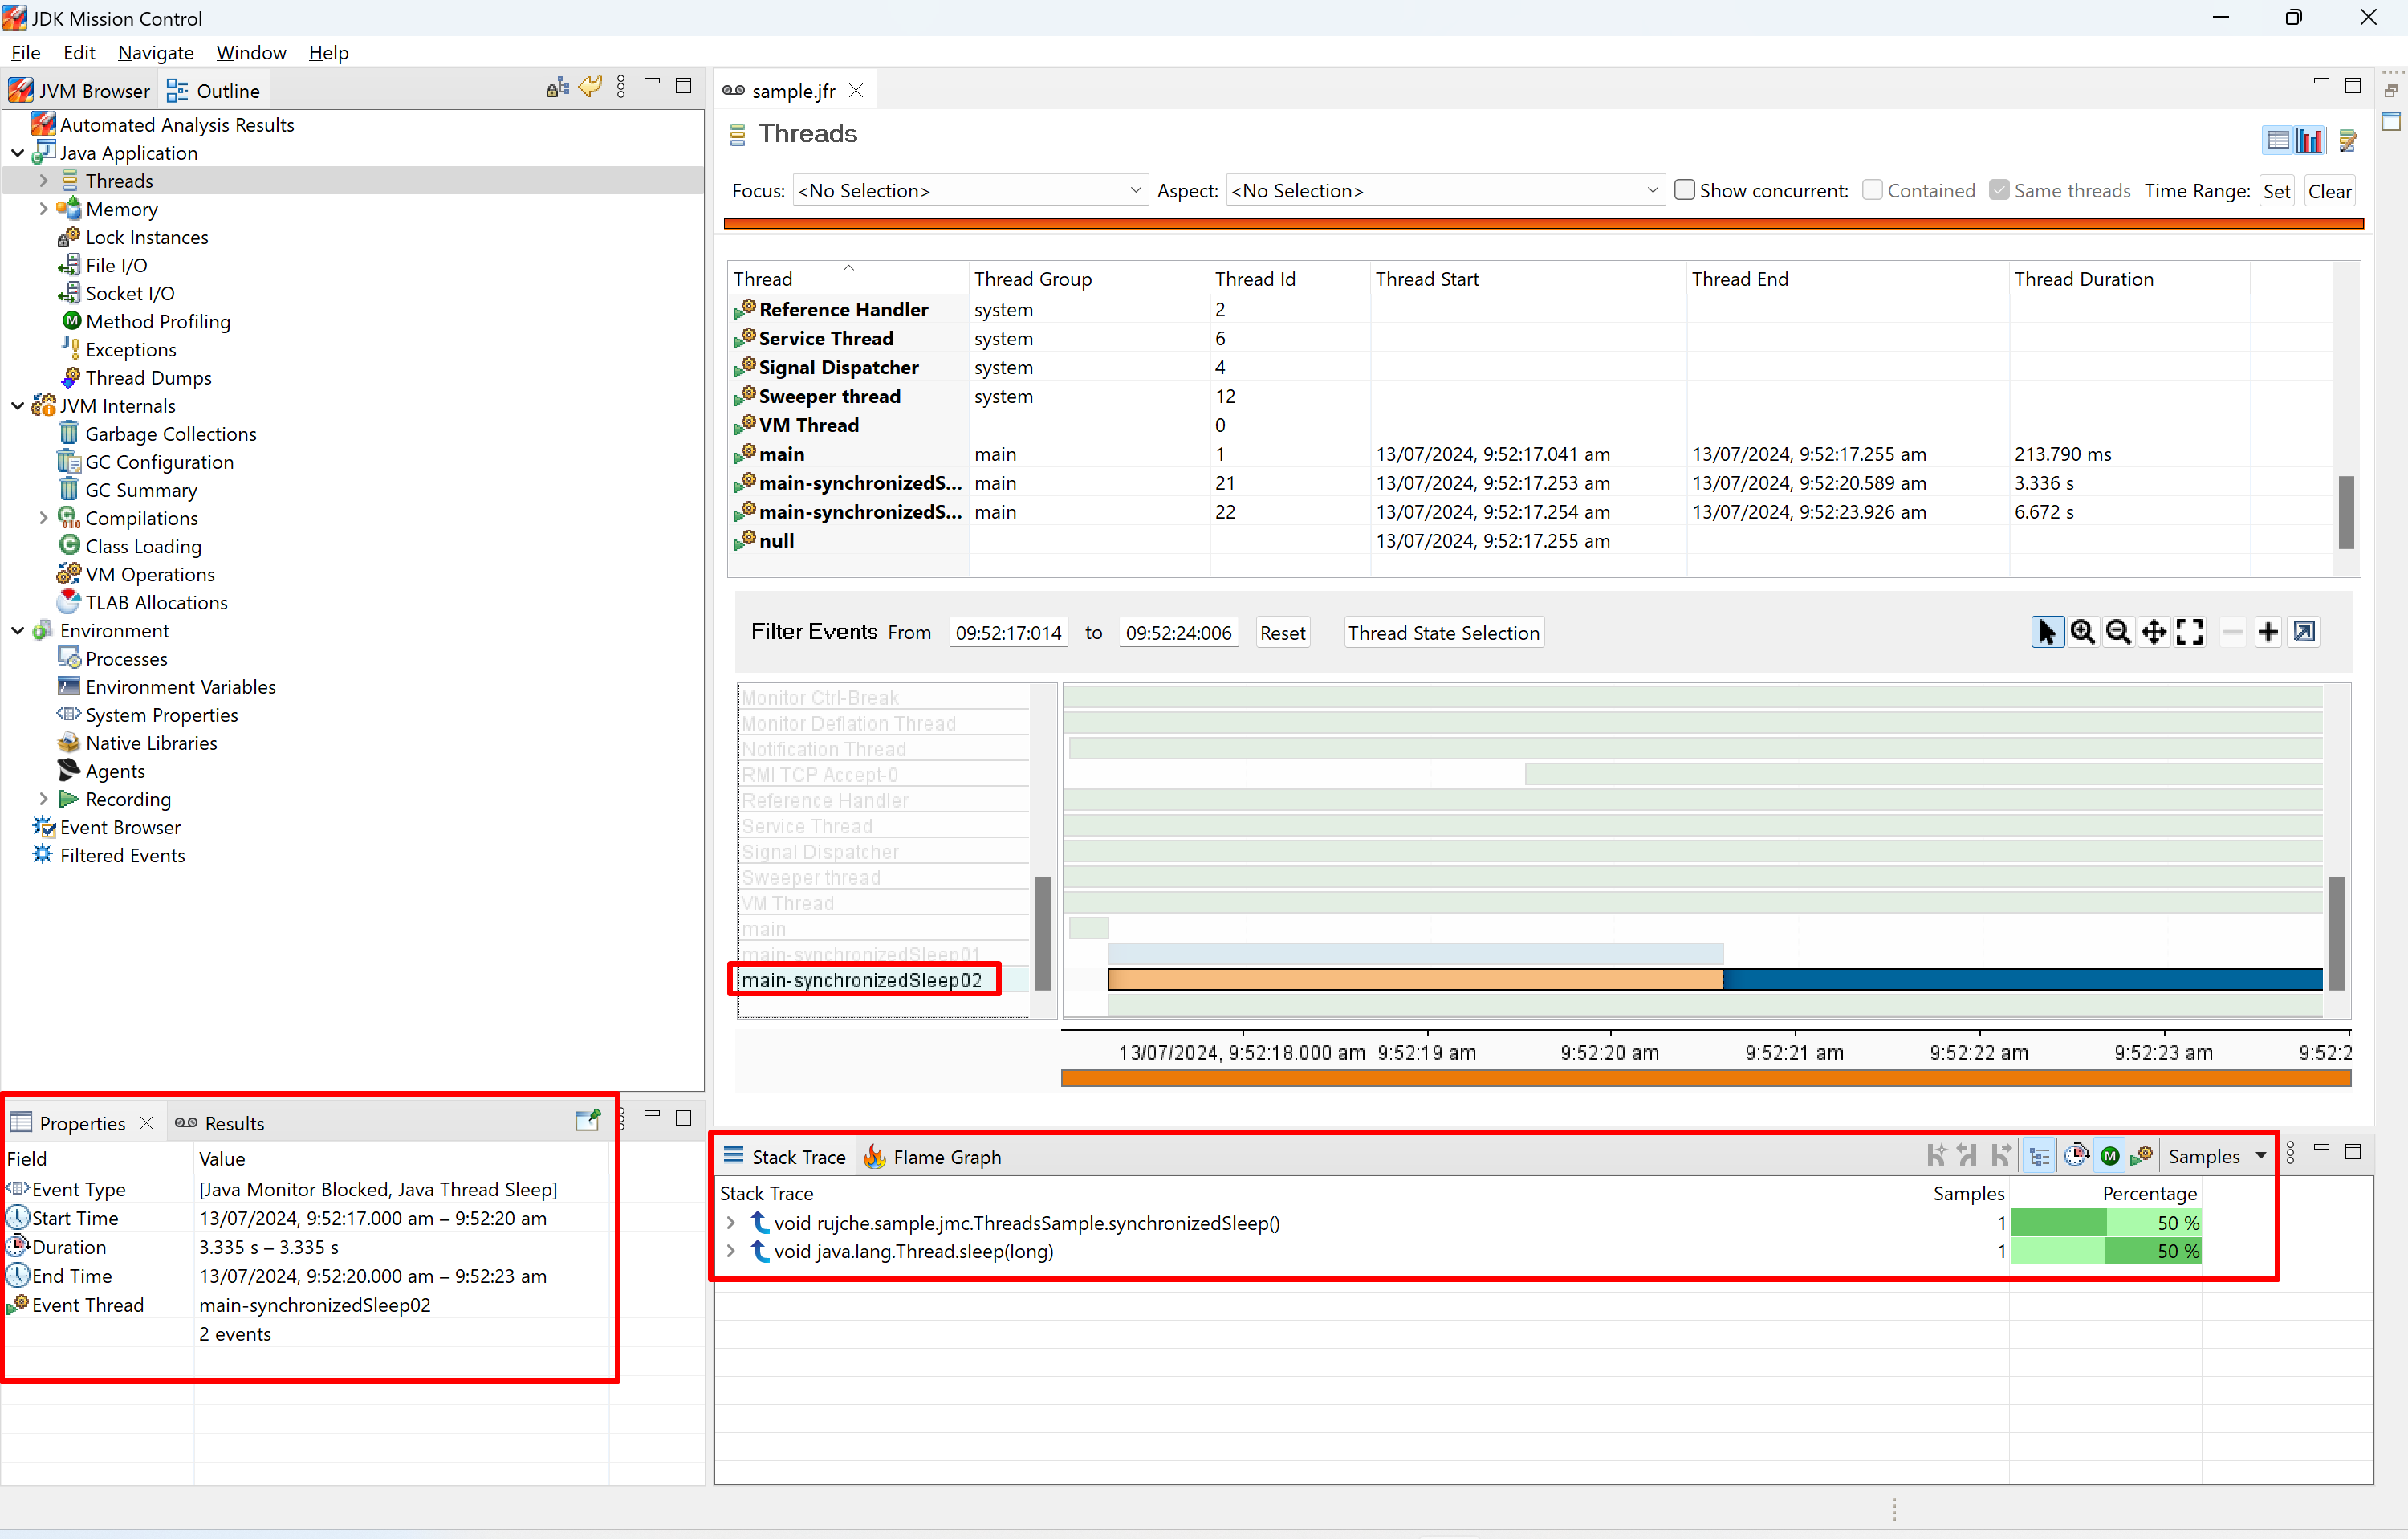 JDK Mission Control
File Edit Navigate Window Help
JVM Browser Outline
Automated Analysis Results
Java Application
Threads
Memory
Lock Instances
File I/O
Socket I/O
Method Profiling
Exceptions
Thread Dumps
JVM Internals
Garbage Collections
GC Configuration
GC Summary
Compilations
Class Loading
VM Operations
TLAB Allocations
Environment
Processes
Environment Variables
System Properties
Native Libraries
Agents
Recording
Event Browser
Filtered Events
sample.jfr
Threads
Focus: <No Selection> Aspect: <No Selection> Show concurrent: Contained Same threads Time Range: Set Clear
Thread Thread Group Thread Id Thread Start Thread End Thread Duration
Reference Handler system 2
Service Thread system 6
Signal Dispatcher system 4
Sweeper thread system 12
VM Thread 0
main main 1 13/07/2024, 9:52:17.041 am 13/07/2024, 9:52:17.255 am 213.790 ms
main-synchronizedS... main 21 13/07/2024, 9:52:17.253 am 13/07/2024, 9:52:20.589 am 3.336 s
main-synchronizedS... main 22 13/07/2024, 9:52:17.254 am 13/07/2024, 9:52:23.926 am 6.672 s
null 13/07/2024, 9:52:17.255 am
Filter Events From 09:52:17:014 to 09:52:24:006 Reset Thread State Selection
Monitor Ctrl-Break
Monitor Deflation Thread
Notification Thread
RMI TCP Accept-0
Reference Handler
Service Thread
Signal Dispatcher
Sweeper thread
VM Thread
main
main-synchronizedSleep01
main-synchronizedSleep02
13/07/2024, 9:52:18.000 am 9:52:19 am 9:52:20 am 9:52:21 am 9:52:22 am 9:52:23 am 9:52:2
Properties Results
Field Value
Event Type [Java Monitor Blocked, Java Thread Sleep]
Start Time 13/07/2024, 9:52:17.000 am – 9:52:20 am
Duration 3.335 s – 3.335 s
End Time 13/07/2024, 9:52:20.000 am – 9:52:23 am
Event Thread main-synchronizedSleep02
2 events
Stack Trace Flame Graph Samples
Stack Trace Samples Percentage
void rujche.sample.jmc.ThreadsSample.synchronizedSleep() 1 50 %
void java.lang.Thread.sleep(long) 1 50 %